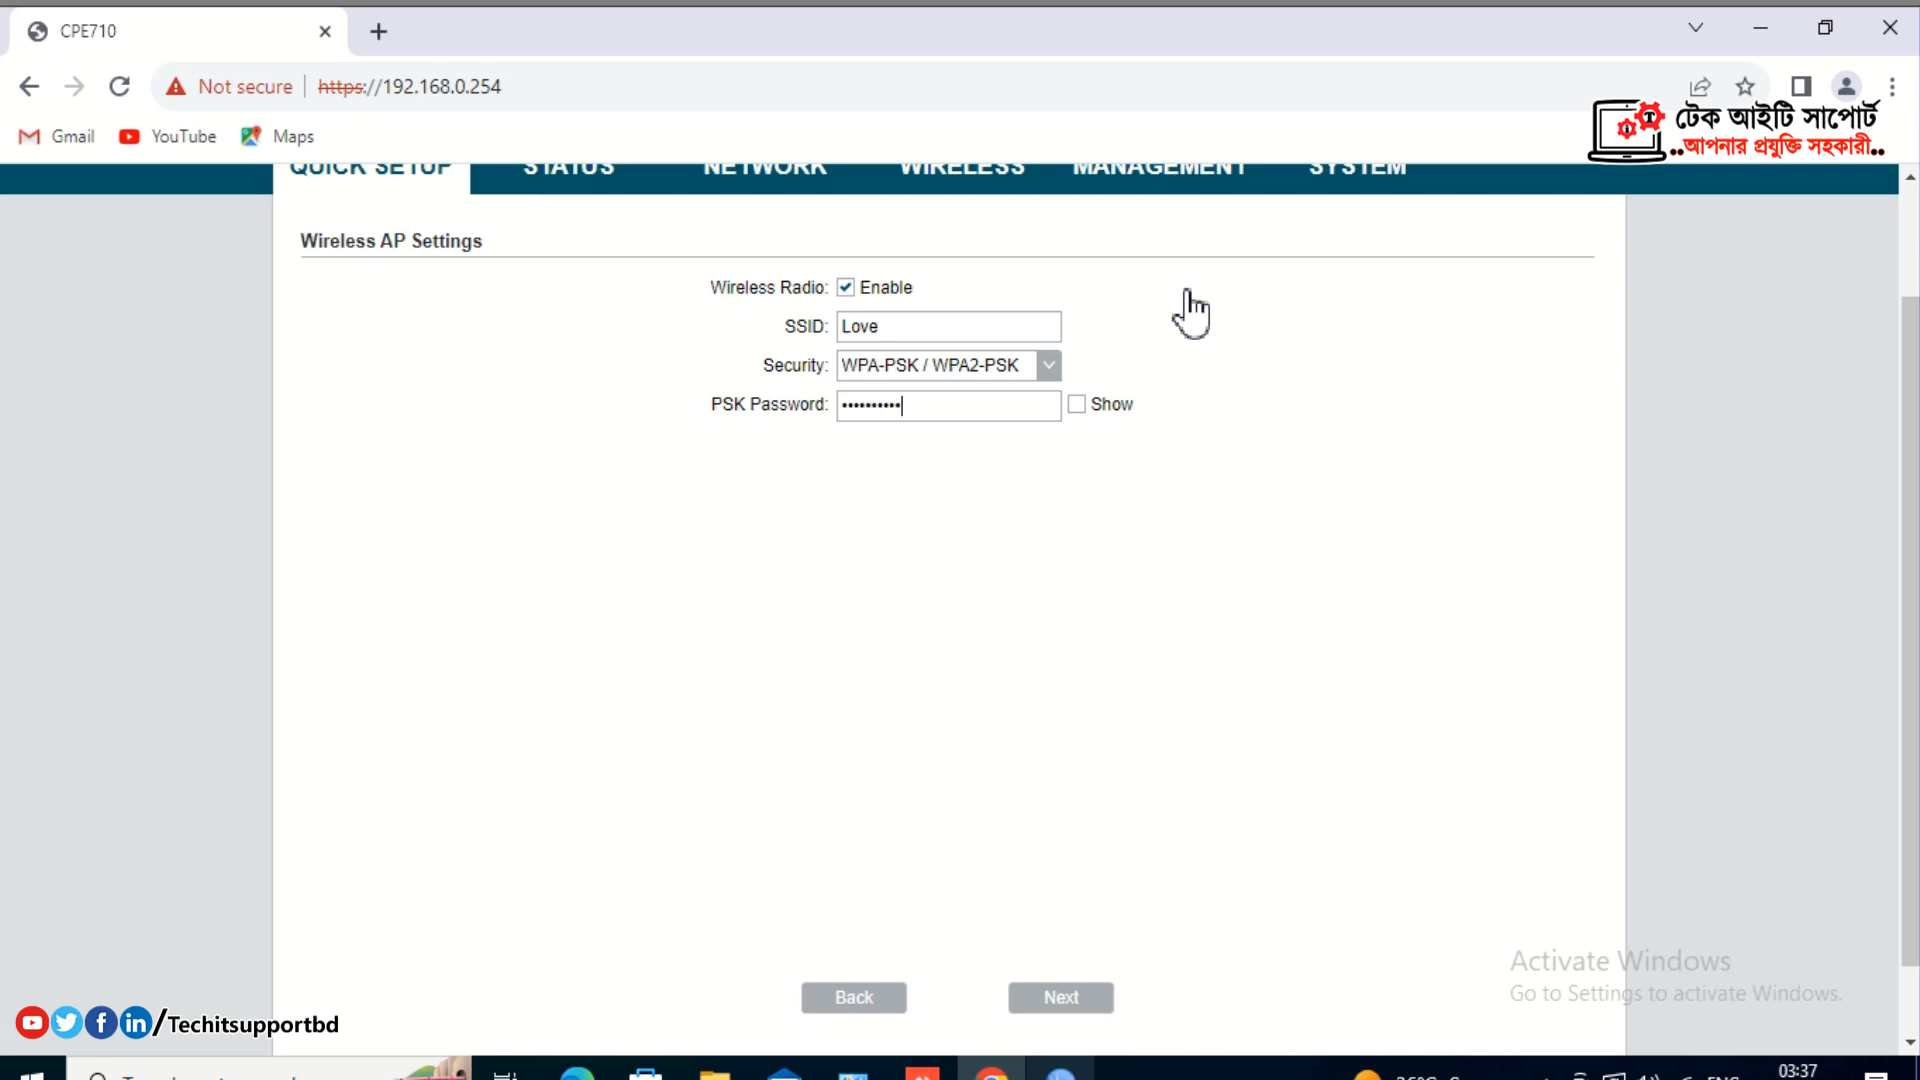 CPE710
Not secure https://192.168.0.254
Gmail YouTube Maps
টেক আইটি সাপোর্ট
..আপনার প্রযুক্তি সহকারী..
QUICK SETUP STATUS NETWORK WIRELESS MANAGEMENT SYSTEM
Wireless AP Settings
Wireless Radio: Enable
SSID: Love
Security: WPA-PSK / WPA2-PSK
PSK Password: •••••••••• Show
Back Next
Activate Windows
Go to Settings to activate Windows.
/Techitsupportbd
03:37